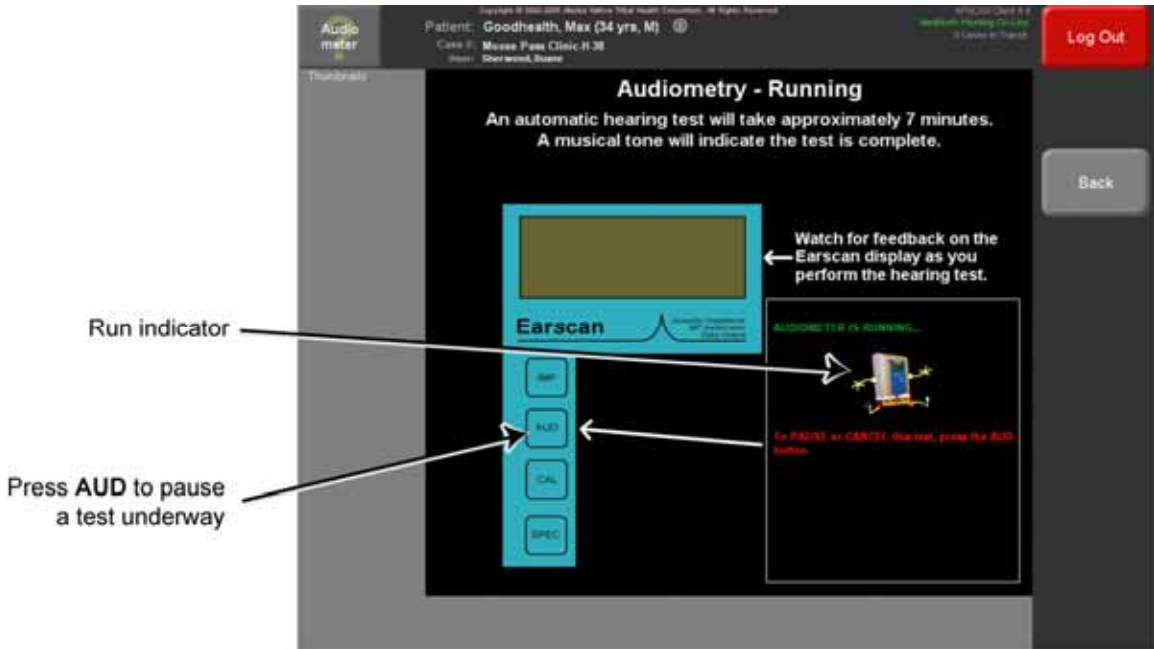 Audio
meter
Patient: Goodhealth, Max (34 yrs, M)
Case #: Moose Pass Clinic-H-38
User: Sherwood, Duane
Log Out
Thumbnails
Audiometry - Running
An automatic hearing test will take approximately 7 minutes.
A musical tone will indicate the test is complete.
Back
Watch for feedback on the
Earscan display as you
perform the hearing test.
Run indicator
Earscan
AUDIOMETER IS RUNNING...
IMP
AUD
To PAUSE or CANCEL this test, press the AUD
button.
Press AUD to pause
a test underway
CAL
SPEC